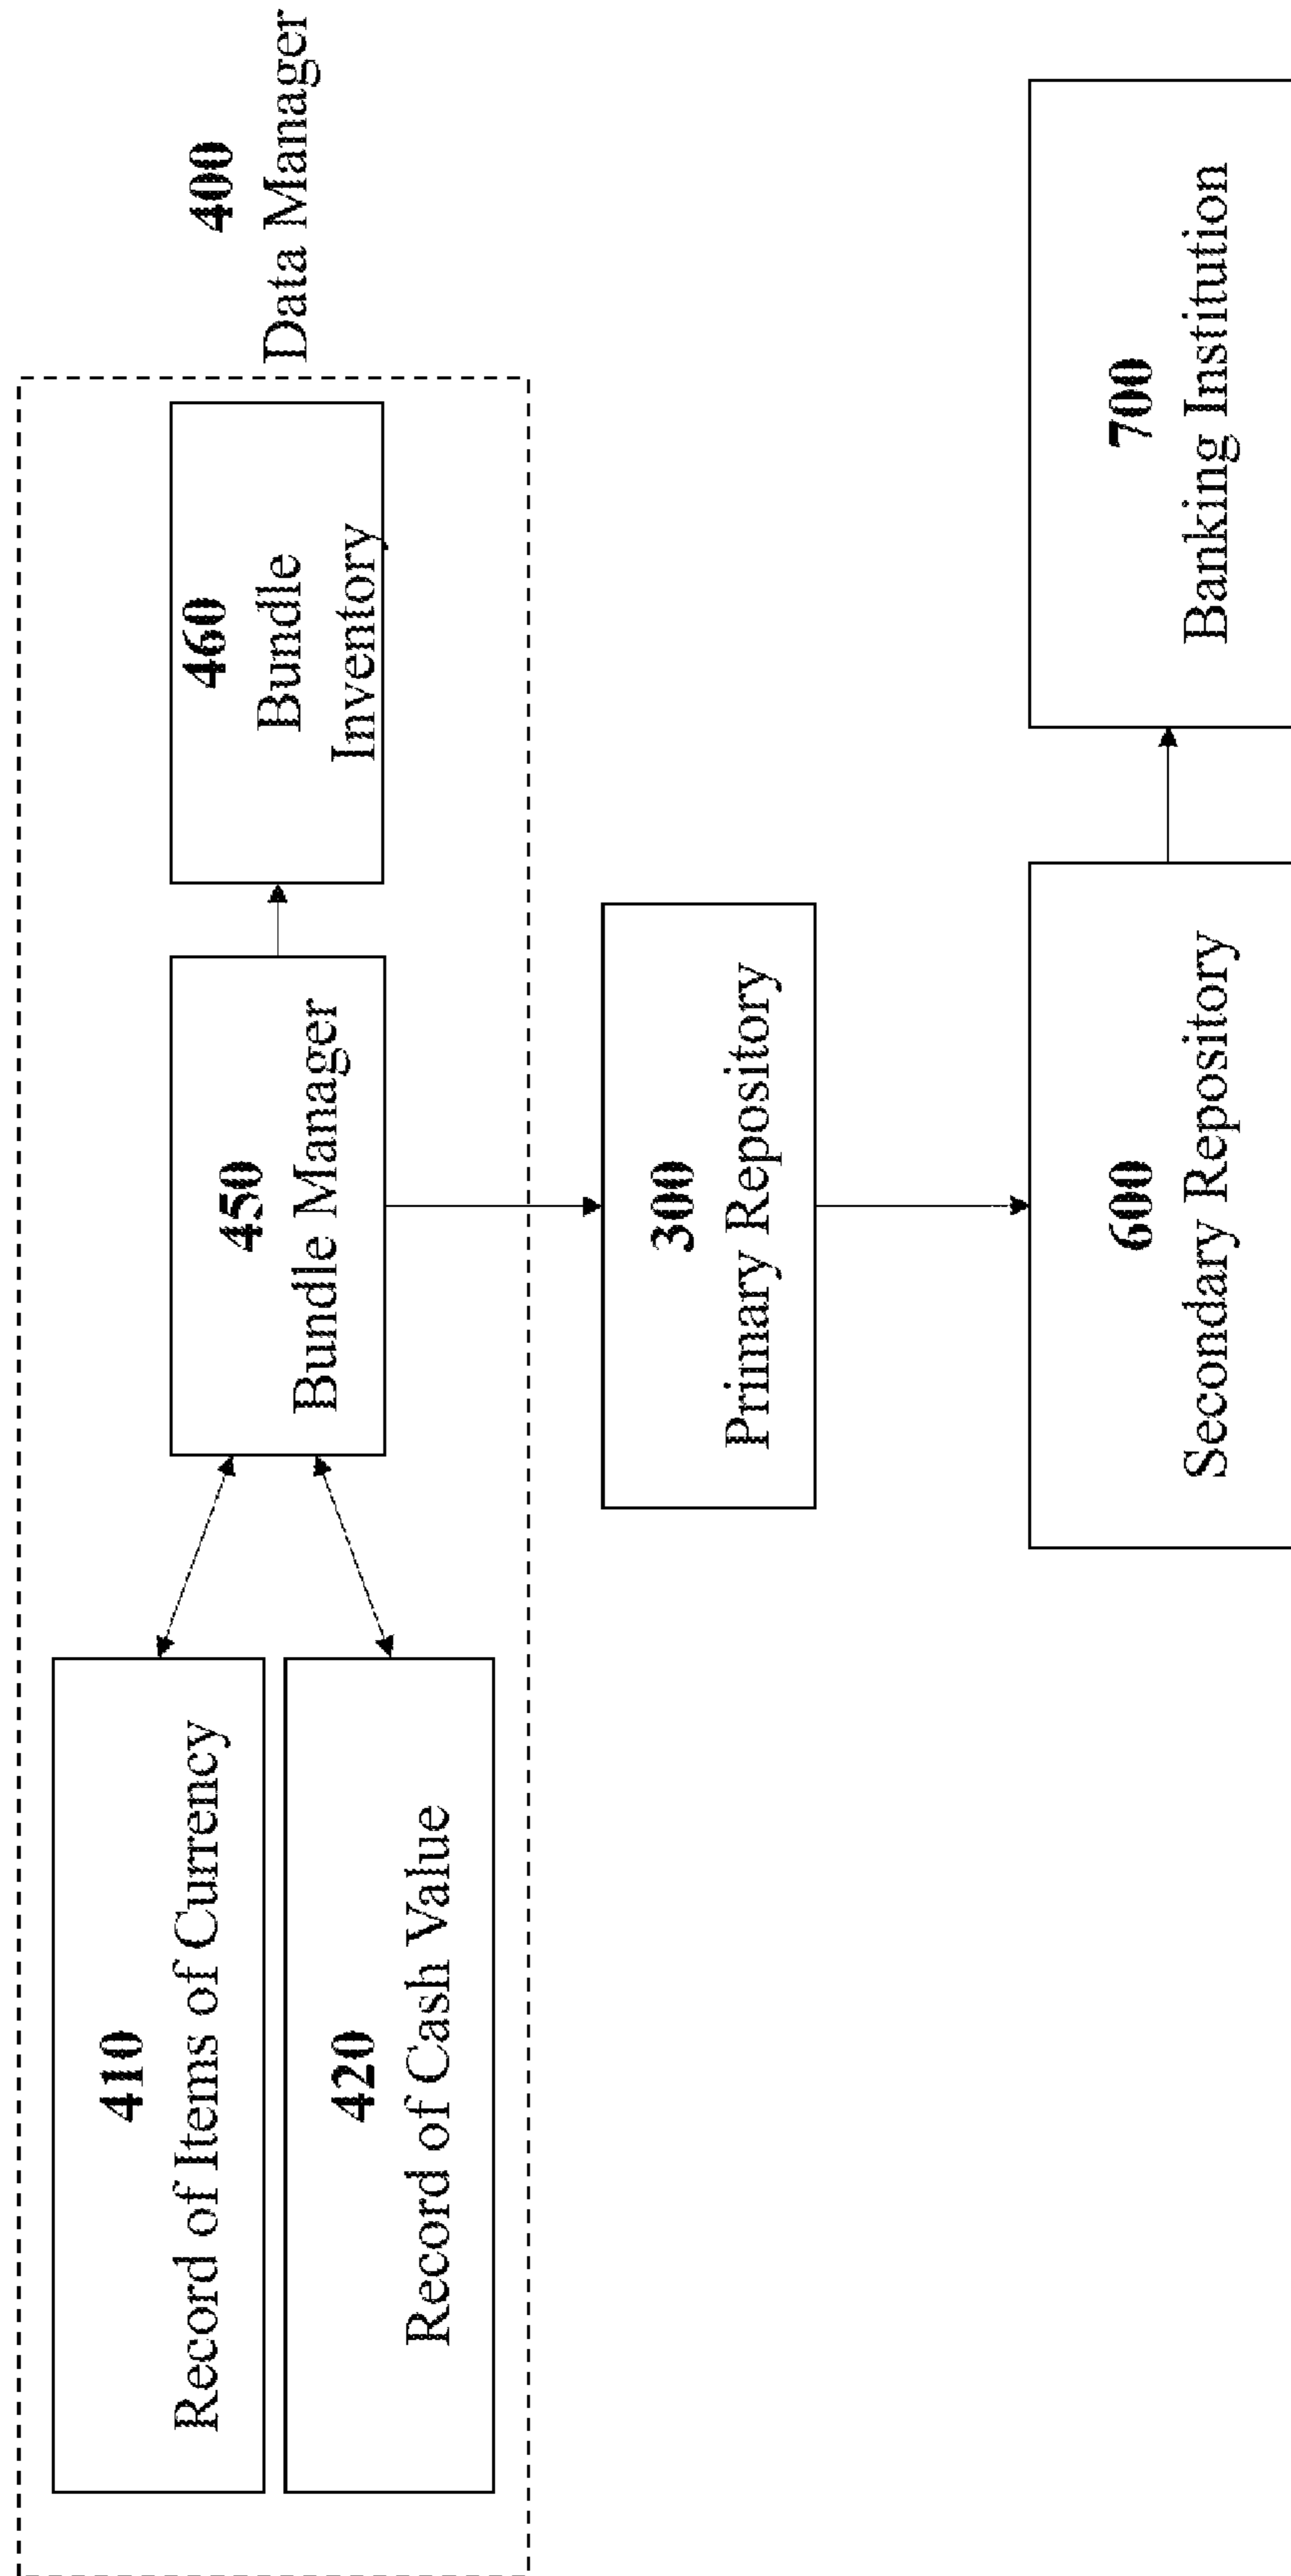 400
Data Manager
410
Record of Items of Currency
420
Record of Cash Value
450
Bundle Manager
460
Bundle
Inventory
300
Primary Repository
600
Secondary Repository
700
Banking Institution